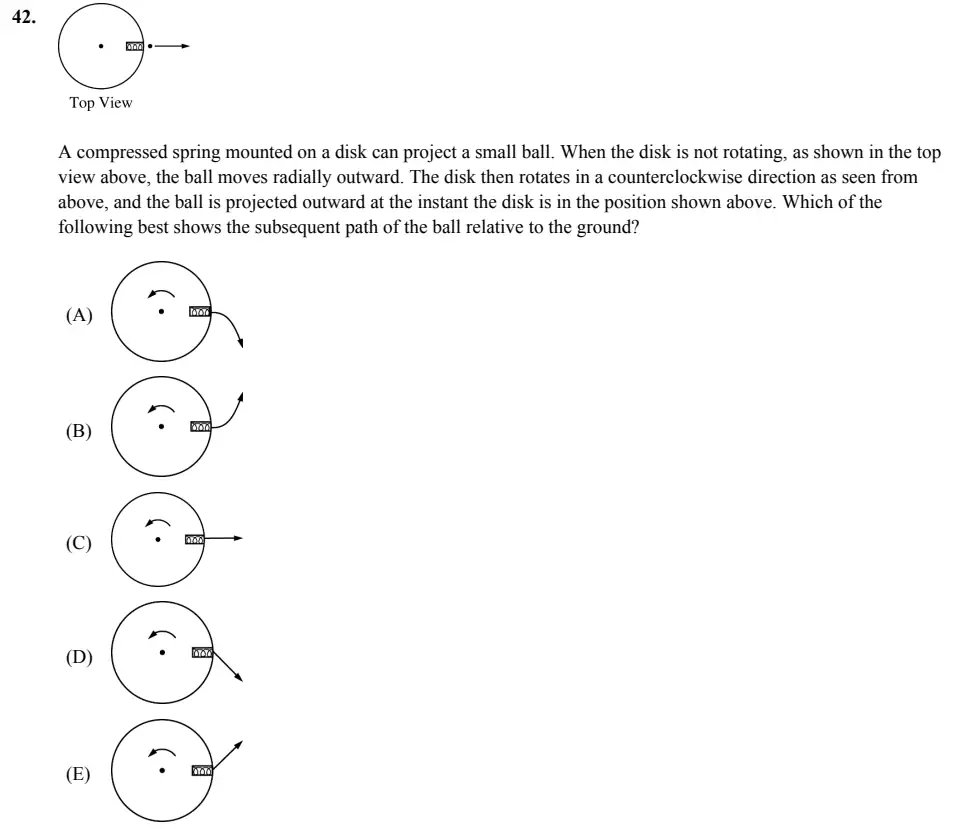 42.
Top View
A compressed spring mounted on a disk can project a small ball. When the disk is not rotating, as shown in the top
view above, the ball moves radially outward. The disk then rotates in a counterclockwise direction as seen from
above, and the ball is projected outward at the instant the disk is in the position shown above. Which of the
following best shows the subsequent path of the ball relative to the ground?
(A)
(B)
(C)
(D)
(E)